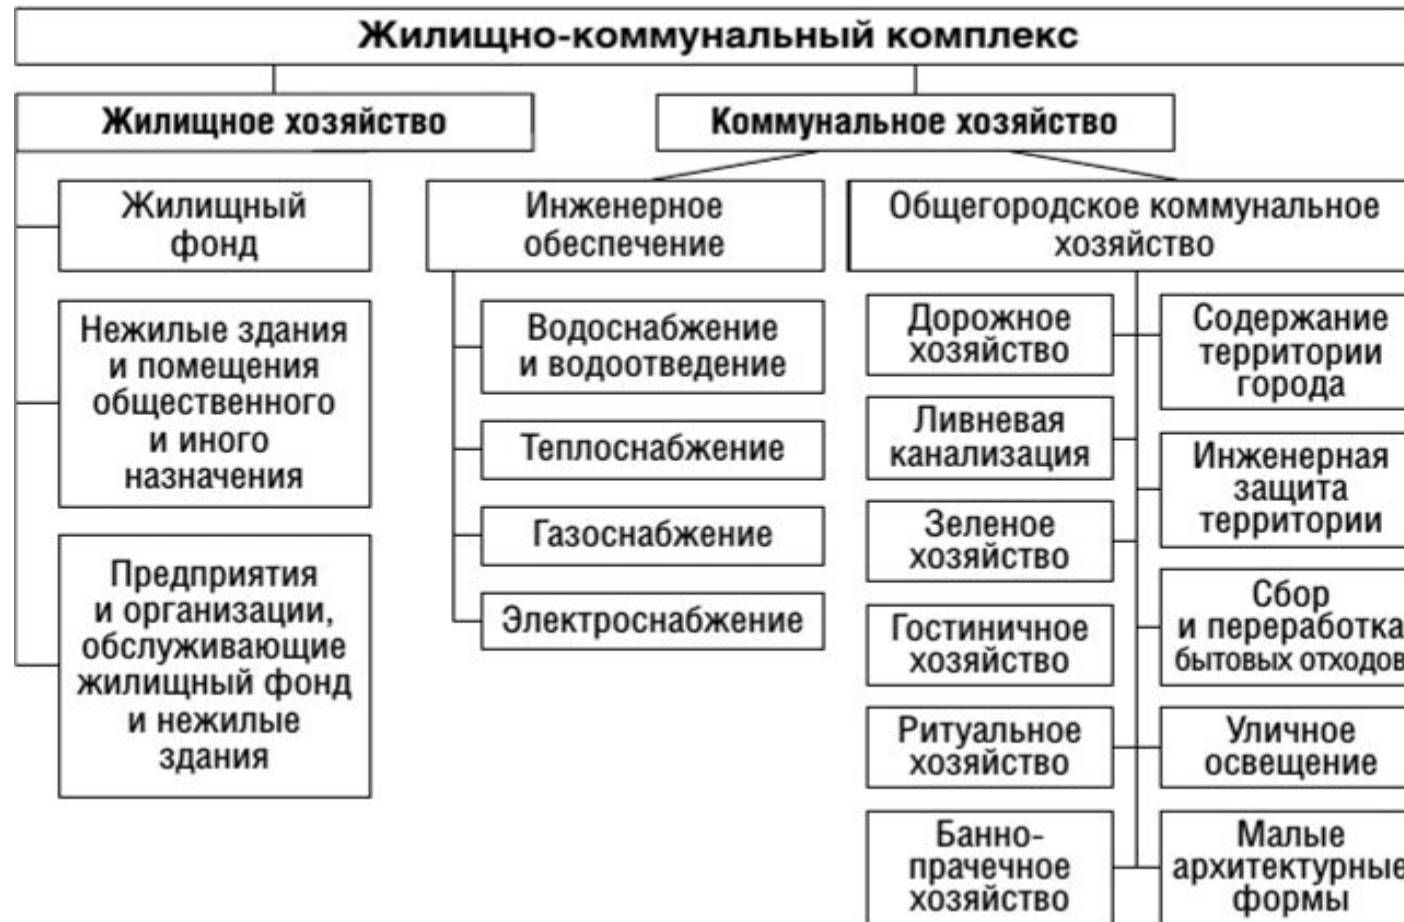 Жилищно-коммунальный комплекс
Жилищное хозяйство
Коммунальное хозяйство
Жилищный
фонд
Нежилые здания
и помещения
общественного
и иного
назначения
Предприятия
и организации,
обслуживающие
жилищный фонд
и нежилые
здания
Инженерное
обеспечение
Водоснабжение
и водоотведение
Теплоснабжение
Газоснабжение
Электроснабжение
Общегородское коммунальное
хозяйство
Дорожное
хозяйство
Ливневая
канализация
Зеленое
хозяйство
Гостиничное
хозяйство
Ритуальное
хозяйство
Банно-
прачечное
хозяйство
Содержание
территории
города
Инженерная
защита
территории
Сбор
и переработка
бытовых отходов
Уличное
освещение
Малые
архитектурные
формы